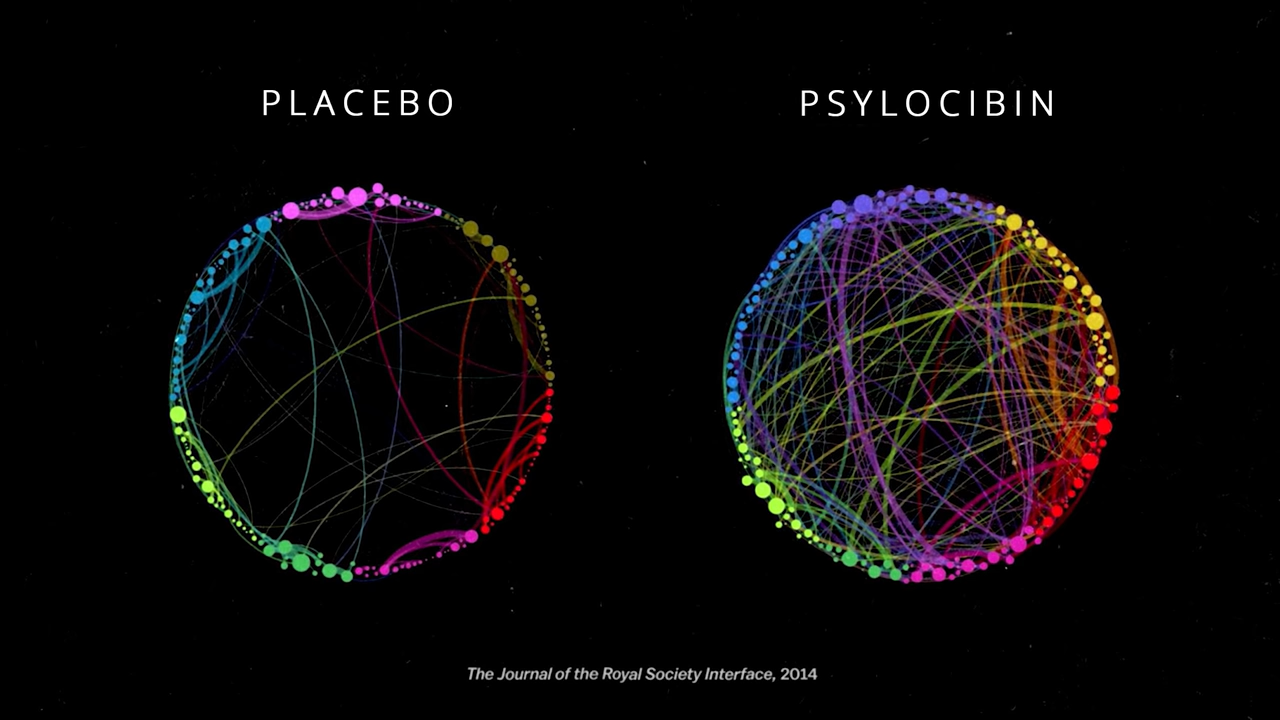 PLACEBO
PSYLOCIBIN
The Journal of the Royal Society Interface, 2014